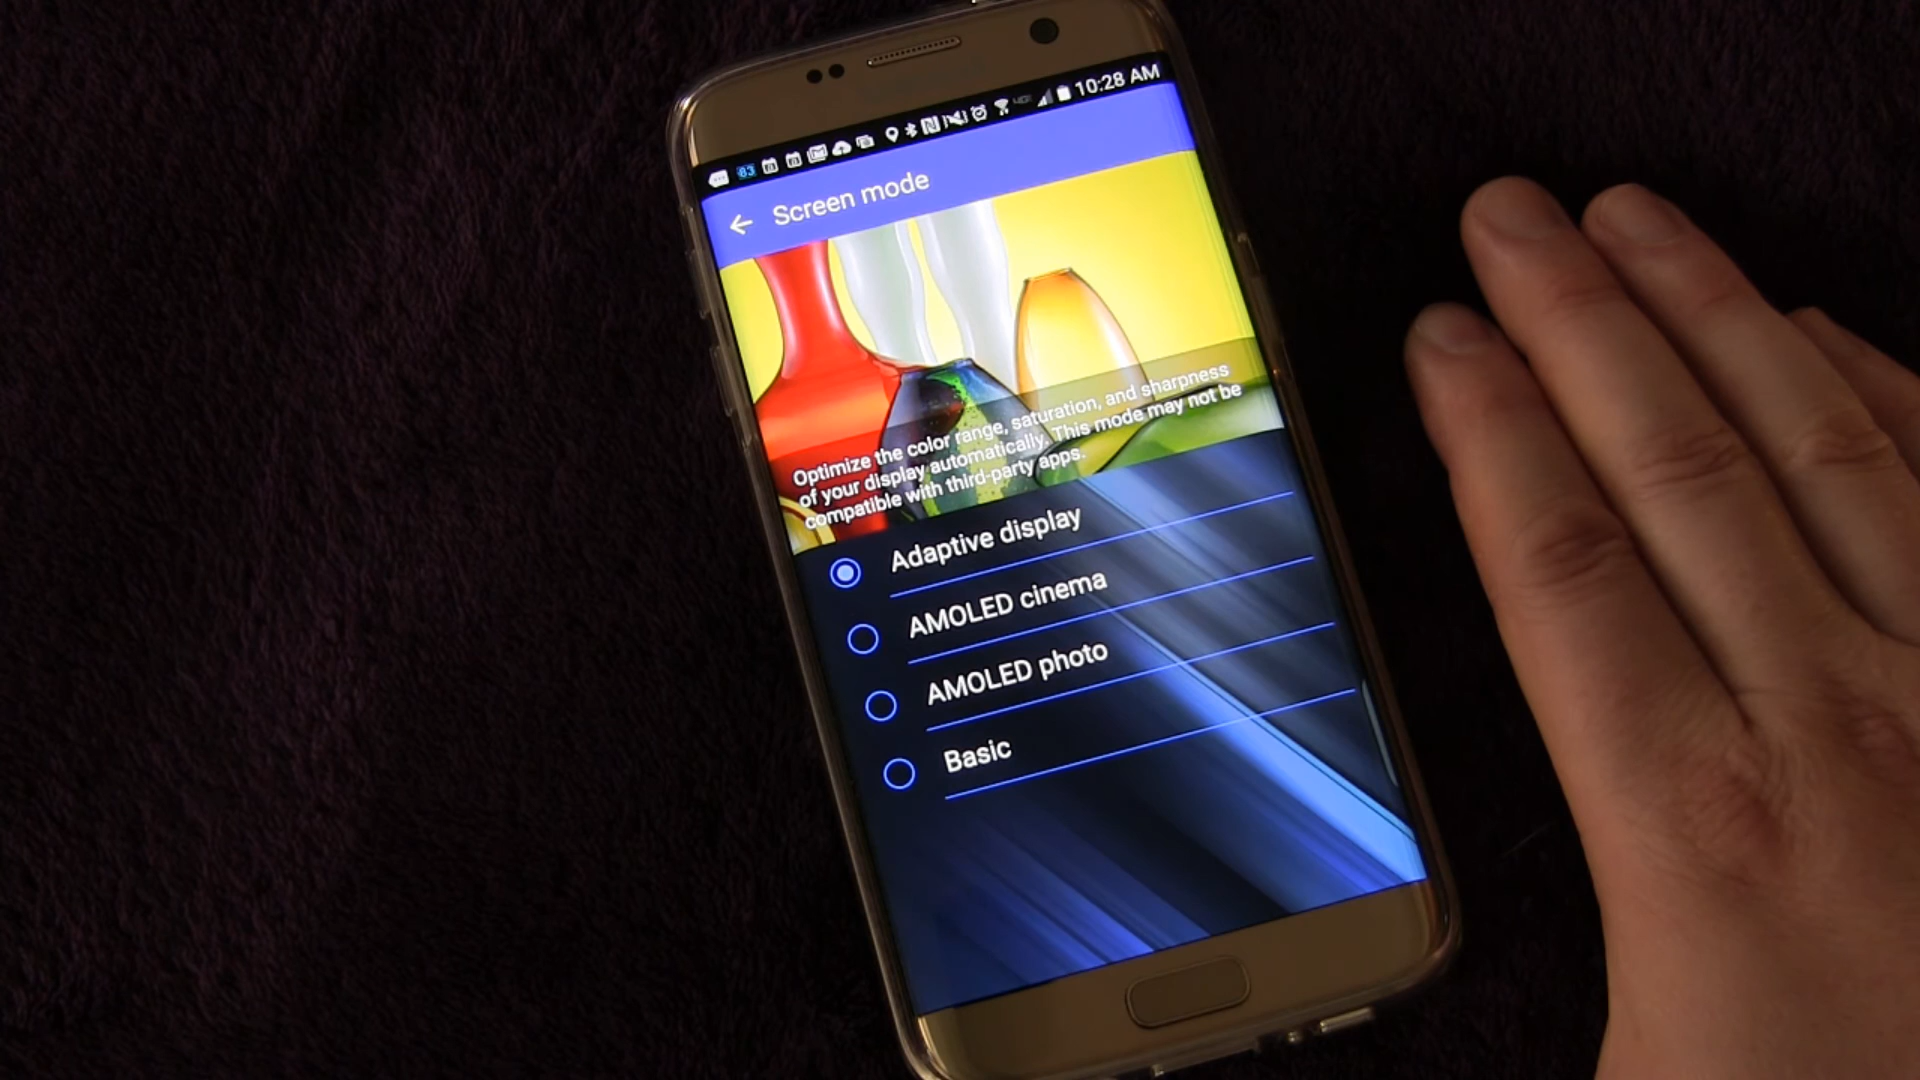 83 10:28 AM
Screen mode
Optimize the color range, saturation, and sharpness
of your display automatically. This mode may not be
compatible with third-party apps.
Adaptive display
AMOLED cinema
AMOLED photo
Basic